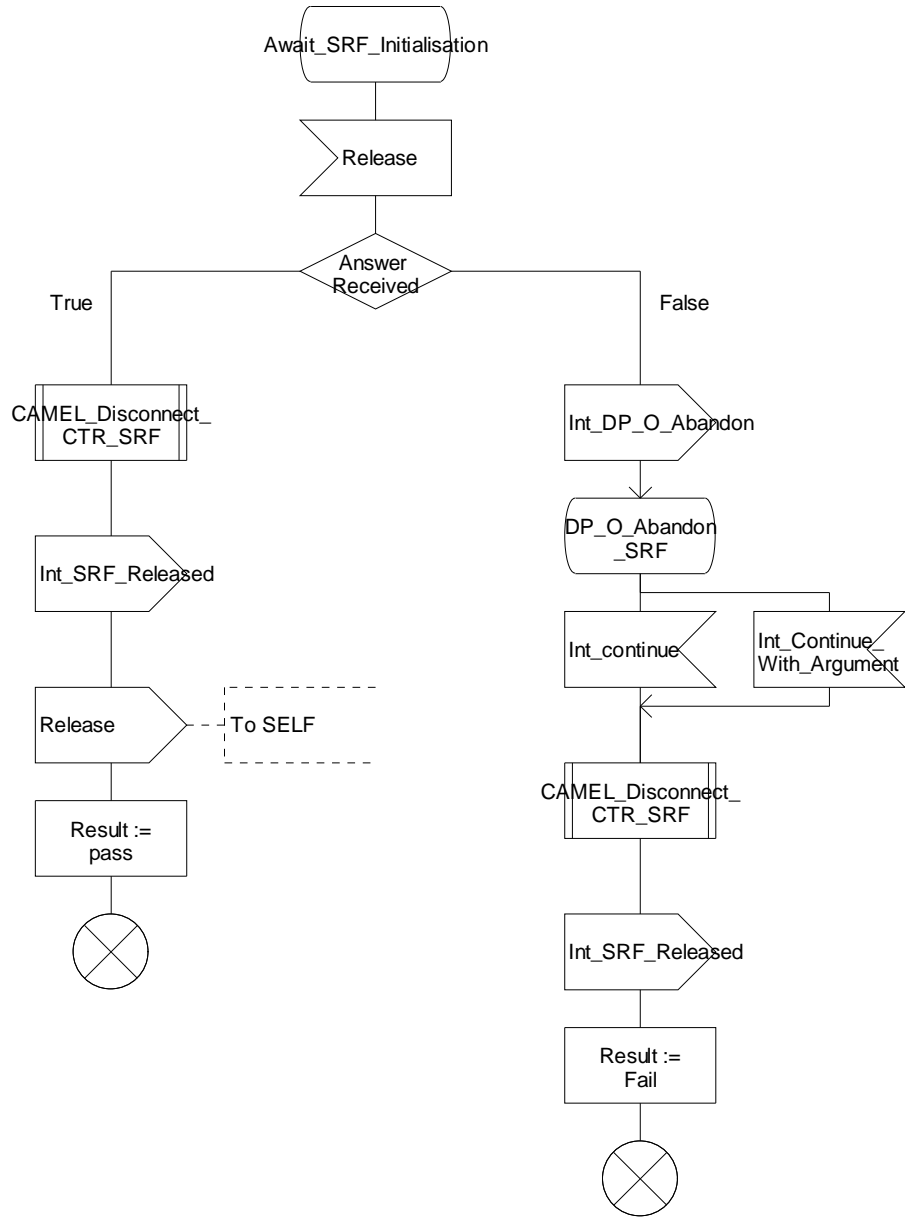 Await_SRF_Initialisation
Release
Answer
Received
True
False
CAMEL_Disconnect_
CTR_SRF
Int_DP_O_Abandon
DP_O_Abandon
_SRF
Int_SRF_Released
Int_continue
Int_Continue_
With_Argument
Release
To SELF
CAMEL_Disconnect_
CTR_SRF
Result :=
pass
Int_SRF_Released
Result :=
Fail